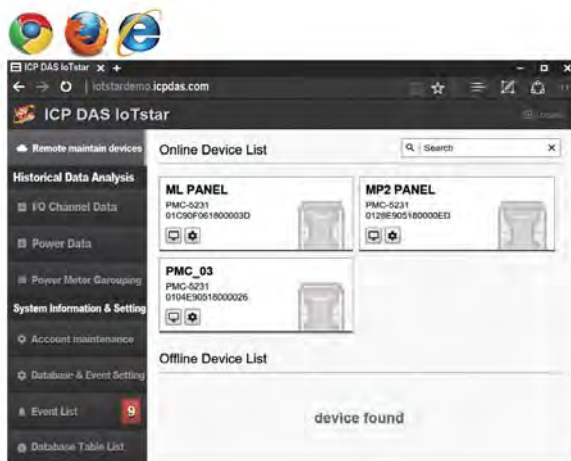 ICP DAS IoTstar
iotstardemo.icpdas.com
ICP DAS IoTstar
Remote maintain devices
Online Device List
Search
Historical Data Analysis
I/O Channel Data
Power Data
Power Meter Garouping
System Information & Setting
Account maintenance
Database & Event Setting
Event List
9
Database Table List
ML PANEL
PMC-5231
01C90F061800003D
MP2 PANEL
PMC-5231
0128E905180000ED
PMC_03
PMC-5231
0104E90518000026
Offline Device List
device found